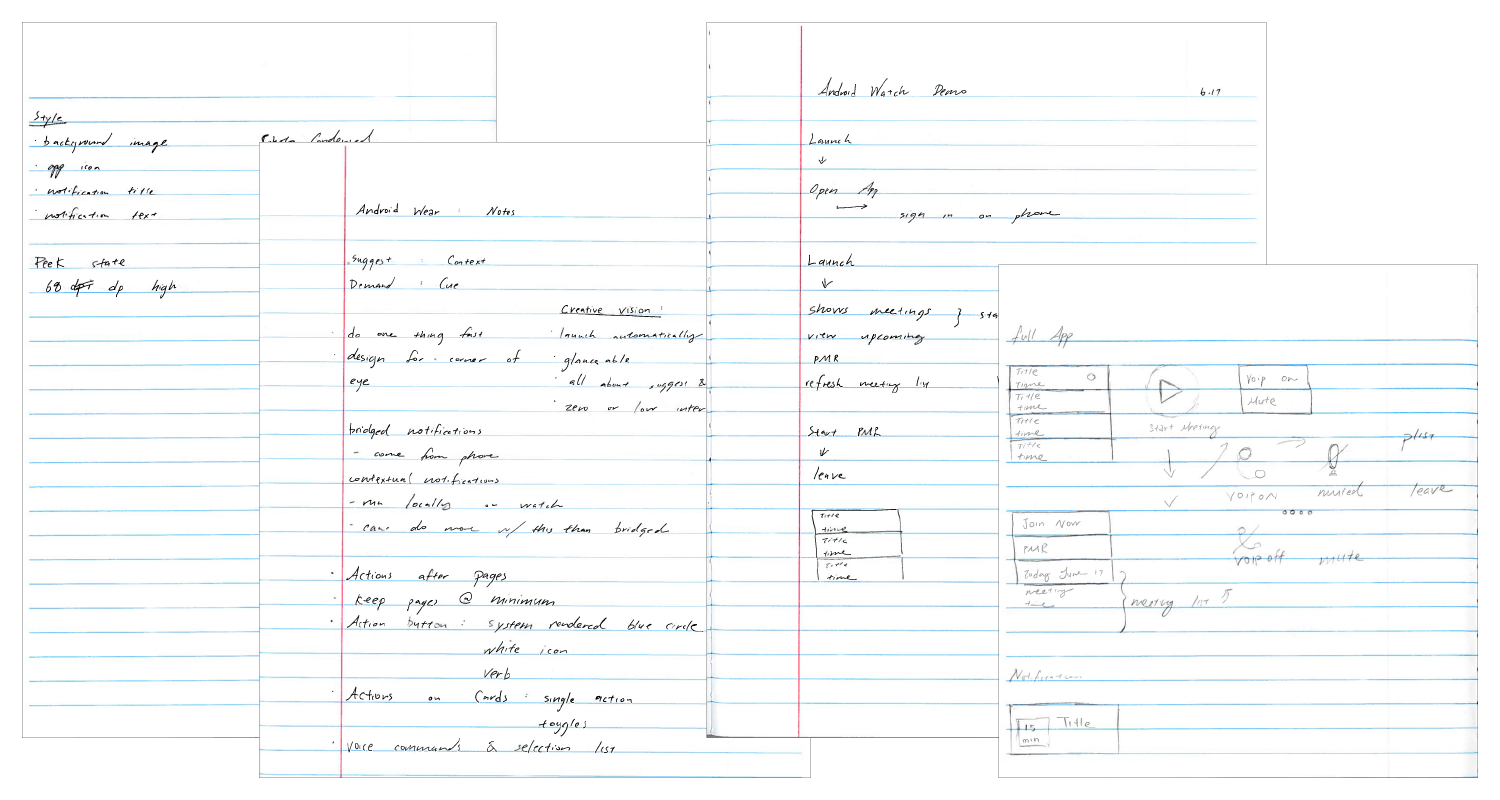 Style
· background image
· app icon
· notification title
· notification text
Peek state
68 dp high
Condensed
Android Wear : Notes
suggest : Context
Demand : Cue
· do one thing fast
· design for corner of
eye
bridged notifications
- come from phone
contextual notifications
- run locally on watch
- can do more w/ this than bridged
Creative vision :
· launch automatically
· glanceable
· all about suggest &
· zero or low inter
· Actions after pages
· Keep pages @ minimum
· Action button : system rendered blue circle
white icon
verb
· Actions on Cards : single action
toggles
· voice commands & selection list
Android Watch Demo
6.17
Launch
↓
Open App
→ sign in on phone
Launch
↓
shows meetings } sta
view upcoming
PMR
refresh meeting list
Start PMR
↓
leave
Title
time
Title
time
Title
time
full App
Title
time
Title
time
Title
time
Title
time
Start Meeting
Voip on
Mute
plist
VOIP ON
muted
leave
VOIP off
mute
Join Now
PMR
Today June 17
meeting
time
meeting list
Notification
15
min
Title